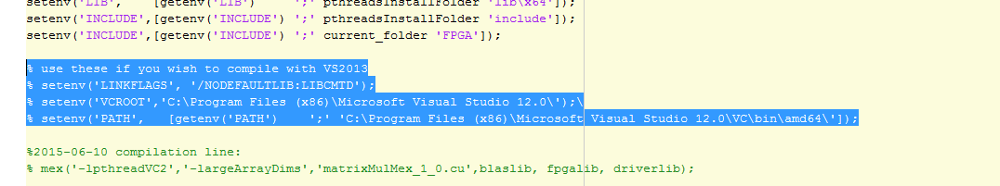 setenv('LIB',    [getenv('LIB')     ';' pthreadsInstallFolder 'lib\x64']);
setenv('INCLUDE',[getenv('INCLUDE') ';' pthreadsInstallFolder 'include']);
setenv('INCLUDE',[getenv('INCLUDE') ';' current_folder 'FPGA']);
% use these if you wish to compile with VS2013
% setenv('LINKFLAGS', '/NODEFAULTLIB:LIBCMTD');
% setenv('VCROOT','C:\Program Files (x86)\Microsoft Visual Studio 12.0\');\
% setenv('PATH',   [getenv('PATH')    ';' 'C:\Program Files (x86)\Microsoft Visual Studio 12.0\VC\bin\amd64\']);
%2015-06-10 compilation line:
% mex('-lpthreadVC2','-largeArrayDims','matrixMulMex_1_0.cu',blaslib, fpgalib, driverlib);